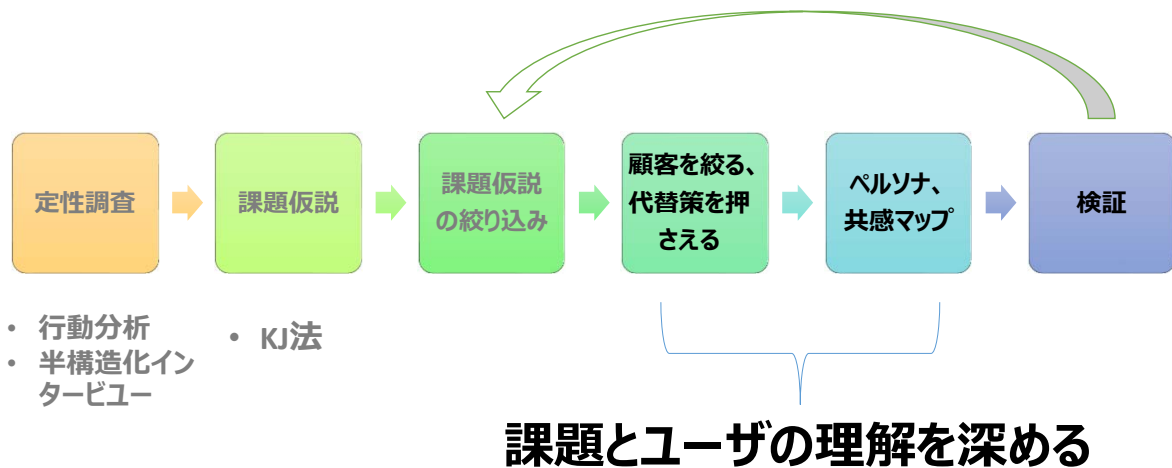 定性調査
課題仮説
課題仮説
の絞り込み
顧客を絞る、
代替策を押
さえる
ペルソナ、
共感マップ
検証
• 行動分析
• 半構造化イン
タービュー
• KJ法
課題とユーザの理解を深める